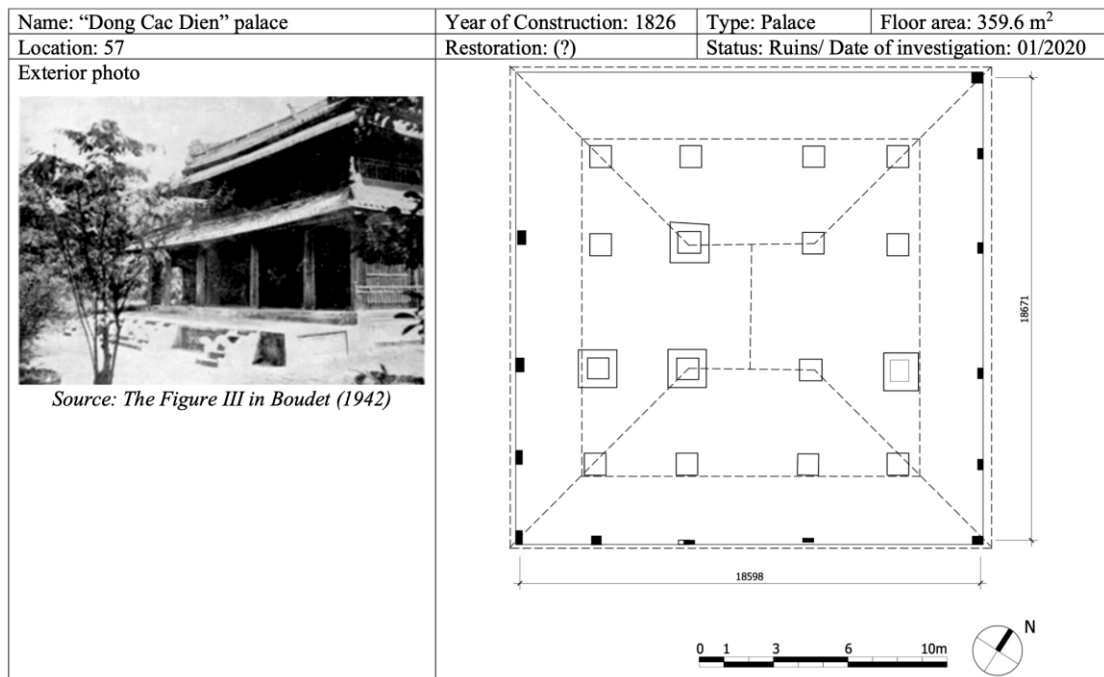 Name: “Dong Cac Dien” palace
Year of Construction: 1826
Type: Palace
Floor area: 359.6 m²
Location: 57
Restoration: (?)
Status: Ruins/ Date of investigation: 01/2020
Exterior photo
Source: The Figure III in Boudet (1942)
18671
18598
0 1 3 6 10m
N